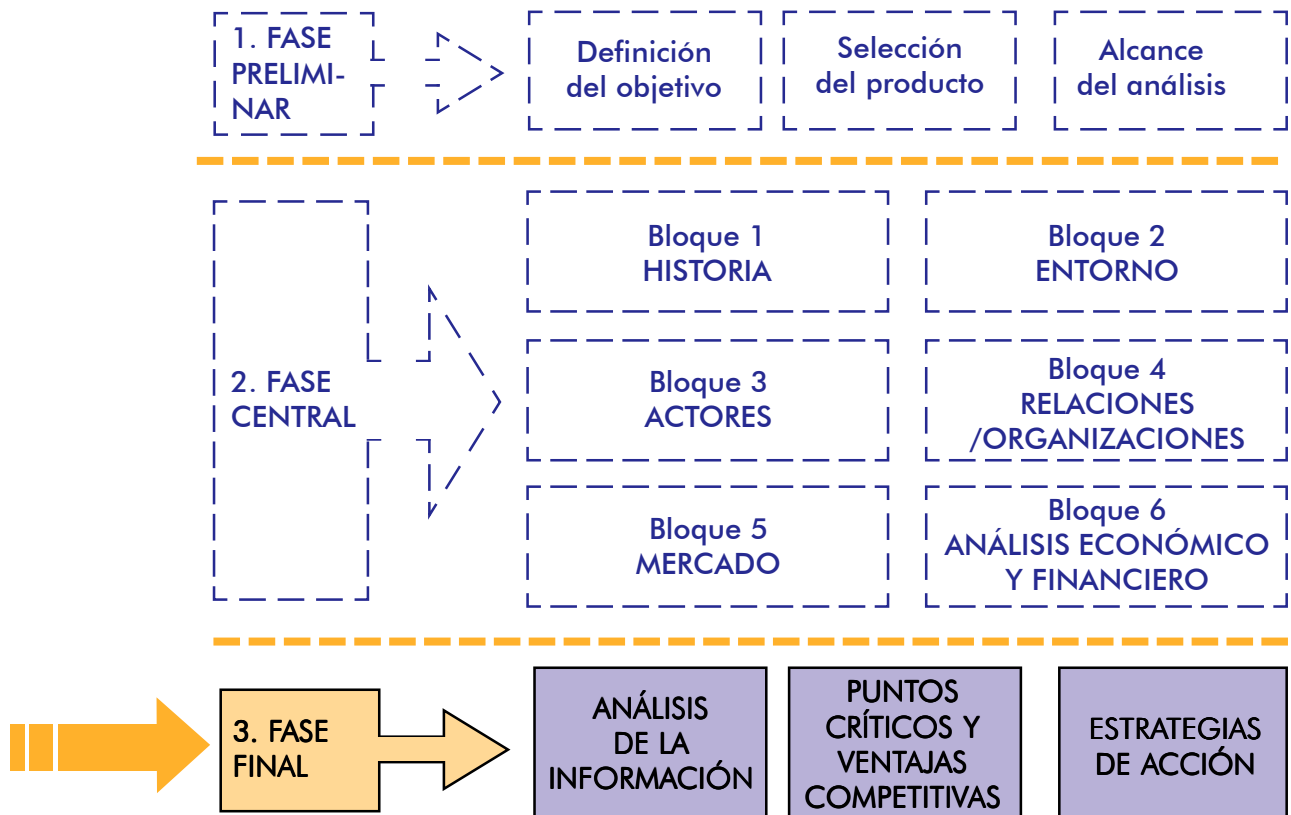 1. FASE
PRELIMI-
NAR
Definición
del objetivo
Selección
del producto
Alcance
del análisis
2. FASE
CENTRAL
Bloque 1
HISTORIA
Bloque 2
ENTORNO
Bloque 3
ACTORES
Bloque 4
RELACIONES
/ORGANIZACIONES
Bloque 5
MERCADO
Bloque 6
ANÁLISIS ECONÓMICO
Y FINANCIERO
3. FASE
FINAL
ANÁLISIS
DE LA
INFORMACIÓN
PUNTOS
CRÍTICOS Y
VENTAJAS
COMPETITIVAS
ESTRATEGIAS
DE ACCIÓN